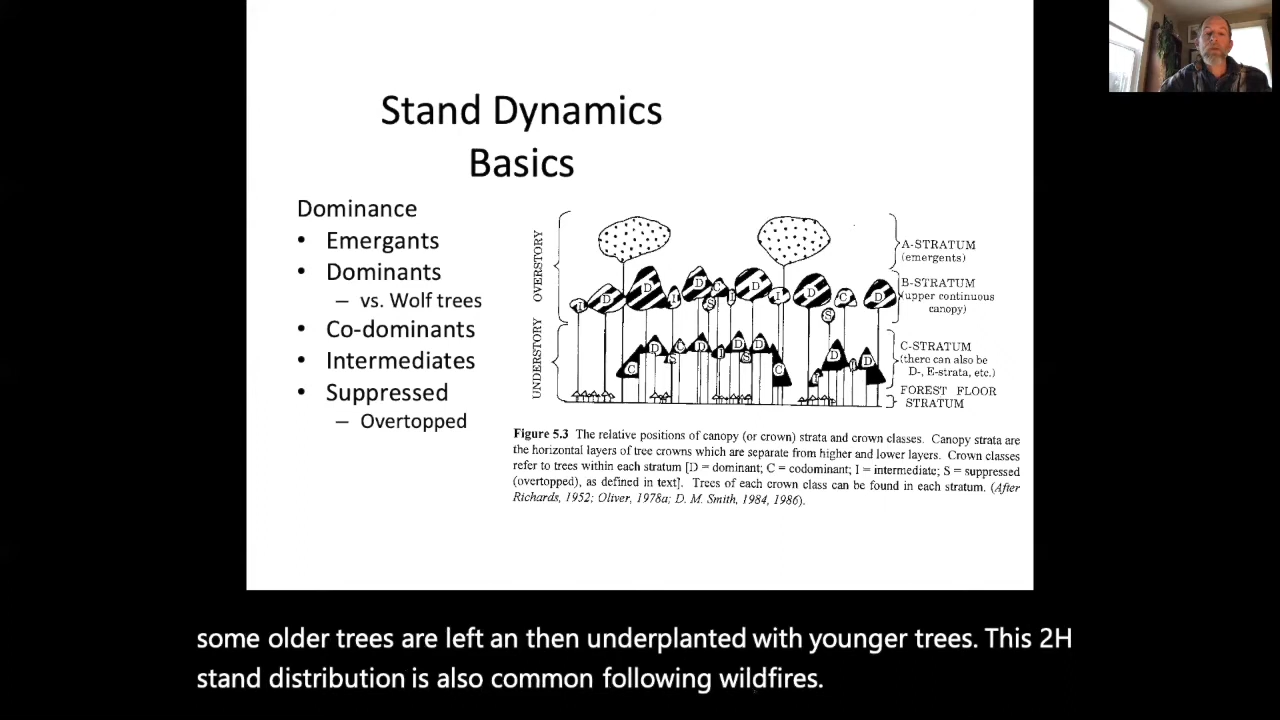 Stand Dynamics
Basics
Dominance
• Emergants
• Dominants
– vs. Wolf trees
• Co-dominants
• Intermediates
• Suppressed
– Overtopped
OVERSTORY
UNDERSTORY
A-STRATUM
(emergents)
B-STRATUM
(upper continuous
canopy)
C-STRATUM
(there can also be
D-, E-strata, etc.)
FOREST FLOOR
STRATUM
I D D I D S C I D I D S C D
C D S C D I D S D C I D I D
Figure 5.3 The relative positions of canopy (or crown) strata and crown classes. Canopy strata are
the horizontal layers of tree crowns which are separate from higher and lower layers. Crown classes
refer to trees within each stratum [D = dominant; C = codominant; I = intermediate; S = suppressed
(overtopped), as defined in text]. Trees of each crown class can be found in each stratum. (After
Richards, 1952; Oliver, 1978a; D. M. Smith, 1984, 1986).
some older trees are left an then underplanted with younger trees. This 2H
stand distribution is also common following wildfires.